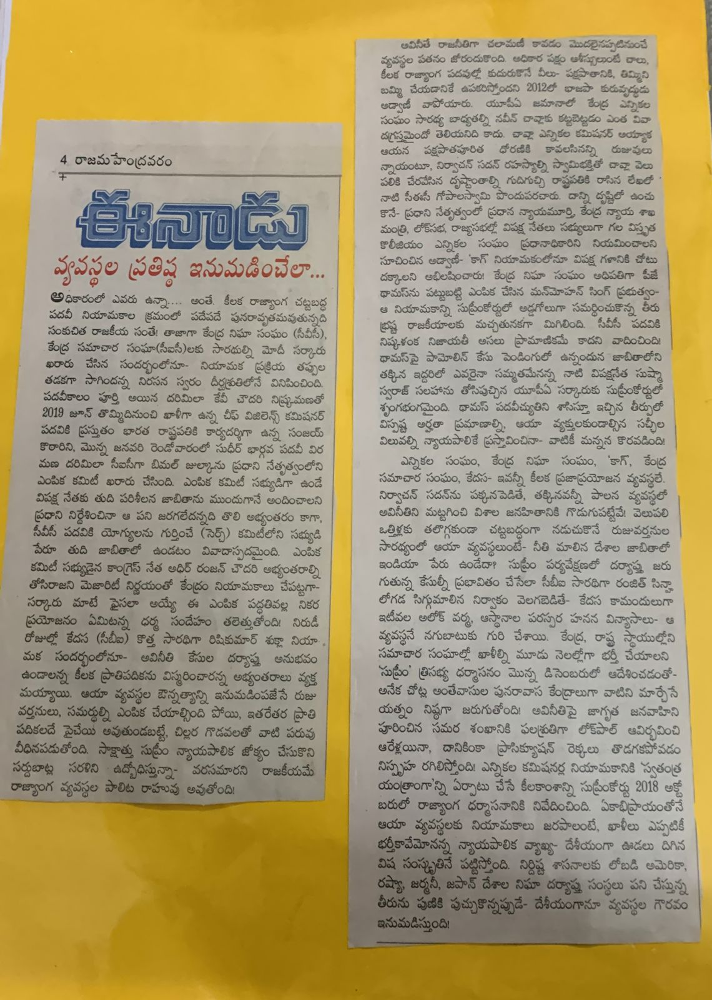 4 రాజమహేంద్రవరం
ఈనాడు
వ్యవస్థల ప్రతిష్ఠ ఇనుమడించేలా...
అధికారంలో ఎవరు ఉన్నా.... అంతే. కీలక రాజ్యాంగ చట్టబద్ధ
పదవీ నియామకాల క్రమంలో పదేపదే పునరావృతమవుతున్నది
సంకుచిత రాజకీయ సంతే! తాజాగా కేంద్ర నిఘా సంఘం (సీవీసీ),
కేంద్ర సమాచార సంఘా(సీఐసీ)లకు సారథుల్ని మోదీ సర్కారు
ఖరారు చేసిన సందర్భంలోనూ- నియామక ప్రక్రియ తప్పుల
తడకగా సాగిందన్న నిరసన స్వరం దీర్ఘశ్రుతిలోనే వినిపించింది.
పదవీకాలం పూర్తి అయిన దరిమిలా కేవీ చౌదరి నిష్క్రమణతో
2019 జూన్ తొమ్మిదినుంచి ఖాళీగా ఉన్న చీఫ్ విజిలెన్స్ కమిషనర్
పదవికి ప్రస్తుతం భారత రాష్ట్రపతికి కార్యదర్శిగా ఉన్న సంజయ్
కొఠారిని, మొన్న జనవరి రెండోవారంలో సుధీర్ భార్గవ పదవీ విర
మణ దరిమిలా సీఐసీగా బిమల్ జుల్కాను ప్రధాని నేతృత్వంలోని
ఎంపిక కమిటీ ఖరారు చేసింది. ఎంపిక కమిటీ సభ్యుడిగా ఉండే
విపక్ష నేతకు తుది పరిశీలన జాబితాను ముందుగానే అందించాలని
ప్రధాని నిర్దేశించినా ఆ పని జరగలేదన్నది తొలి అభ్యంతరం కాగా,
సీవీసీ పదవికి యోగ్యులను గుర్తించే (సెర్చ్) కమిటీలోని సభ్యుడి
పేరూ తుది జాబితాలో ఉండటం వివాదాస్పదమైంది. ఎంపిక
కమిటీ సభ్యుడైన కాంగ్రెస్ నేత అధిర్ రంజన్ చౌదరి అభ్యంతరాల్ని
తోసిరాజని మెజారిటీ నిర్ణయంతో కేంద్రం నియామకాలు చేపట్టగా-
సర్కారు మాటే ఫైసలా అయ్యే ఈ ఎంపిక పద్ధతివల్ల నికర
ప్రయోజనం ఏమిటన్న ధర్మ సందేహం తలెత్తుతోంది! నిరుడీ
రోజుల్లో కేదస (సీబీఐ) కొత్త సారథిగా రిషికుమార్ శుక్లా నియా
మక సందర్భంలోనూ- అవినీతి కేసుల దర్యాప్తు అనుభవం
ఉండాలన్న కీలక ప్రాతిపదికను విస్మరించారన్న అభ్యంతరాలు వ్యక్త
మయ్యాయి. ఆయా వ్యవస్థల ఔన్నత్యాన్ని ఇనుమడింపజేసే రుజు
వర్తనులు, సమర్థుల్ని ఎంపిక చేయాల్సింది పోయి, ఇతరేతర ప్రాతి
పదికలదే పైచేయి అవుతుండబట్టే, చిల్లర గొడవలతో వాటి పరువు
వీధినపడుతోంది. సాక్షాత్తు సుప్రీం న్యాయపాలిక జోక్యం చేసుకొని
సర్దుబాట్ల సరళిని ఉద్బోధిస్తున్నా- వరసమారని రాజకీయమే
రాజ్యాంగ వ్యవస్థల పాలిట రాహువు అవుతోంది!
అవినీతే రాజనీతిగా చలామణీ కావడం మొదలైనప్పటినుంచే
వ్యవస్థల పతనం జోరందుకొంది. అధికార పక్షం ఆశీస్సులుంటే చాలు,
కీలక రాజ్యాంగ పదవుల్లో కుదురుకొనే వీలు- పక్షపాతానికి, తిమ్మిని
బమ్మి చేయడానికే ఉపకరిస్తోందని 2012లో భాజపా కురువృద్ధుడు
అడ్వాణీ వాపోయారు. యూపీఏ జమానాలో కేంద్ర ఎన్నికల
సంఘం సారథ్య బాధ్యతల్ని నవీన్ చావ్లాకు కట్టబెట్టడం ఎంత వివా
దగ్రస్తమైందో తెలియనిది కాదు. చావ్లా ఎన్నికల కమిషనర్ అయ్యాక
ఆయన పక్షపాతపూరిత ధోరణికి కావలసినన్ని రుజువులు
న్నాయంటూ, నిర్వాచన్ సదన్ రహస్యాల్ని స్వామిభక్తితో చావ్లా వెలు
పలికి చేరవేసిన దృష్టాంతాల్ని గుదిగుచ్చి రాష్ట్రపతికి రాసిన లేఖలో
నాటి సీఈసీ గోపాలస్వామి పొందుపరచారు. దాన్ని దృష్టిలో ఉంచు
కొనే- ప్రధాని నేతృత్వంలో ప్రధాన న్యాయమూర్తి, కేంద్ర న్యాయ శాఖ
మంత్రి, లోక్‌సభ, రాజ్యసభల్లో విపక్ష నేతలు సభ్యులుగా గల విస్తృత
కొలీజియం ఎన్నికల సంఘం ప్రధానాధికారిని నియమించాలని
సూచించిన అడ్వాణీ- 'కాగ్' నియామకంలోనూ విపక్ష గళానికి చోటు
దక్కాలని అభిలషించారు! కేంద్ర నిఘా సంఘం అధిపతిగా పీజే
థామస్‌ను పట్టుబట్టి ఎంపిక చేసిన మన్‌మోహన్ సింగ్ ప్రభుత్వం-
ఆ నియామకాన్ని సుప్రీంకోర్టులో అడ్డగోలుగా సమర్థించుకొన్న తీరు
భ్రష్ట రాజకీయాలకు మచ్చుతునకగా మిగిలింది. సీవీసీ పదవికి
నిష్కళంక నిజాయతీ అసలు ప్రామాణికమే కాదని వాదించింది!
థామస్‌పై పామోలిన్ కేసు పెండింగులో ఉన్నందున జాబితాలోని
తక్కిన ఇద్దరిలో ఎవరైనా సమ్మతమేనన్న నాటి విపక్షనేత సుష్మా
స్వరాజ్ సలహాను తోసిపుచ్చిన యూపీఏ సర్కారుకు సుప్రీంకోర్టులో
శృంగభంగమైంది. థామస్ పదవీచ్యుతిని శాసిస్తూ ఇచ్చిన తీర్పులో
విస్పష్ట అర్హతా ప్రమాణాల్ని, ఆయా వ్యక్తులకుండాల్సిన సచ్ఛీల
విలువల్ని న్యాయపాలికే ప్రస్తావించినా- వాటికీ మన్నన కొరవడింది!
ఎన్నికల సంఘం, కేంద్ర నిఘా సంఘం, 'కాగ్', కేంద్ర
సమాచార సంఘం, కేదస- ఇవన్నీ కీలక ప్రజాప్రయోజన వ్యవస్థలే.
నిర్వాచన్ సదన్‌ను పక్కనపెడితే, తక్కినవన్నీ పాలన వ్యవస్థలో
అవినీతిని మట్టగించి విశాల జనహితానికి గొడుగుపట్టేవే! వెలుపలి
ఒత్తిళ్లకు తలొగ్గకుండా చట్టబద్ధంగా నడుచుకొనే రుజువర్తనుల
సారథ్యంలో ఆయా వ్యవస్థలుంటే- నీతి మాలిన దేశాల జాబితాలో
ఇండియా పేరు ఉండేదా? సుప్రీం పర్యవేక్షణలో దర్యాప్తు జరు
గుతున్న కేసుల్నీ ప్రభావితం చేసేలా సీబీఐ సారథిగా రంజిత్ సిన్హా
లోగడ సిగ్గుమాలిన నిర్వాకం వెలగబెడితే- కేదస కామందులుగా
ఇటీవల అలోక్ వర్మ, ఆస్థానాల పరస్పర హనన విన్యాసాలు- ఆ
వ్యవస్థనే నగుబాటుకు గురి చేశాయి. కేంద్ర, రాష్ట్ర స్థాయుల్లోని
సమాచార సంఘాల్లో ఖాళీల్ని మూడు నెలల్లోగా భర్తీ చేయాలని
'సుప్రీం' త్రిసభ్య ధర్మాసనం మొన్న డిసెంబరులో ఆదేశించడంతో-
అనేక చోట్ల అంతేవాసుల పునరావాస కేంద్రాలుగా వాటిని మార్చేసే
యత్నం నిష్ఠగా జరుగుతోంది! అవినీతిపై జాగృత జనవాహిని
పూరించిన సమర శంఖానికి ఫలశ్రుతిగా లోక్‌పాల్ ఆవిర్భవించి
ఆరేళ్లయినా, దానికింకా ప్రాసిక్యూషన్ రెక్కలు తొడగకపోవడం
నిస్పృహ రగిలిస్తోంది! ఎన్నికల కమిషనర్ల నియామకానికి 'స్వతంత్ర
యంత్రాంగా'న్ని ఏర్పాటు చేసే కీలకాంశాన్ని సుప్రీంకోర్టు 2018 అక్టో
బరులో రాజ్యాంగ ధర్మాసనానికి నివేదించింది. ఏకాభిప్రాయంతోనే
ఆయా వ్యవస్థలకు నియామకాలు జరపాలంటే, ఖాళీలు ఎప్పటికీ
భర్తీకావేమోనన్న న్యాయపాలిక వ్యాఖ్య- దేశీయంగా ఊడలు దిగిన
విష సంస్కృతినే పట్టిస్తోంది. నిర్దిష్ట శాసనాలకు లోబడి అమెరికా,
రష్యా, జర్మనీ, జపాన్ దేశాల నిఘా దర్యాప్తు సంస్థలు పని చేస్తున్న
తీరును పుణికి పుచ్చుకొన్నప్పుడే- దేశీయంగానూ వ్యవస్థల గౌరవం
ఇనుమడిస్తుంది!